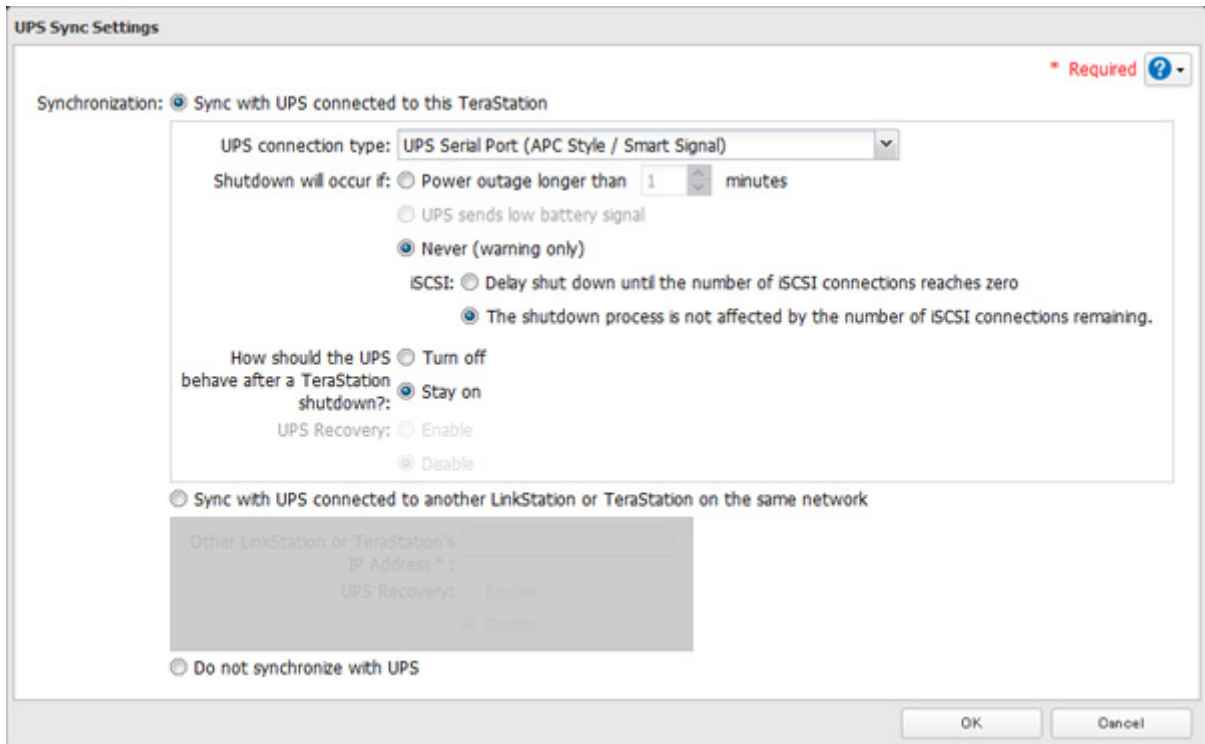 UPS Sync Settings
* Required
Synchronization: Sync with UPS connected to this TeraStation
UPS connection type: UPS Serial Port (APC Style / Smart Signal)
Shutdown will occur if: Power outage longer than 1 minutes
UPS sends low battery signal
Never (warning only)
iSCSI: Delay shut down until the number of iSCSI connections reaches zero
The shutdown process is not affected by the number of iSCSI connections remaining.
How should the UPS Turn off
behave after a TeraStation Stay on
shutdown?:
UPS Recovery: Enable
Disable
Sync with UPS connected to another LinkStation or TeraStation on the same network
Other LinkStation or TeraStation's
IP Address * :
UPS Recovery: Enable
Disable
Do not synchronize with UPS
OK Cancel